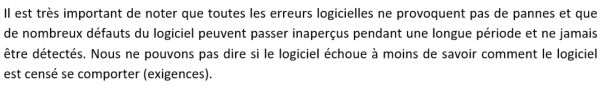 Il est très important de noter que toutes les erreurs logicielles ne provoquent pas de pannes et que
de nombreux défauts du logiciel peuvent passer inaperçus pendant une longue période et ne jamais
être détectés. Nous ne pouvons pas dire si le logiciel échoue à moins de savoir comment le logiciel
est censé se comporter (exigences).